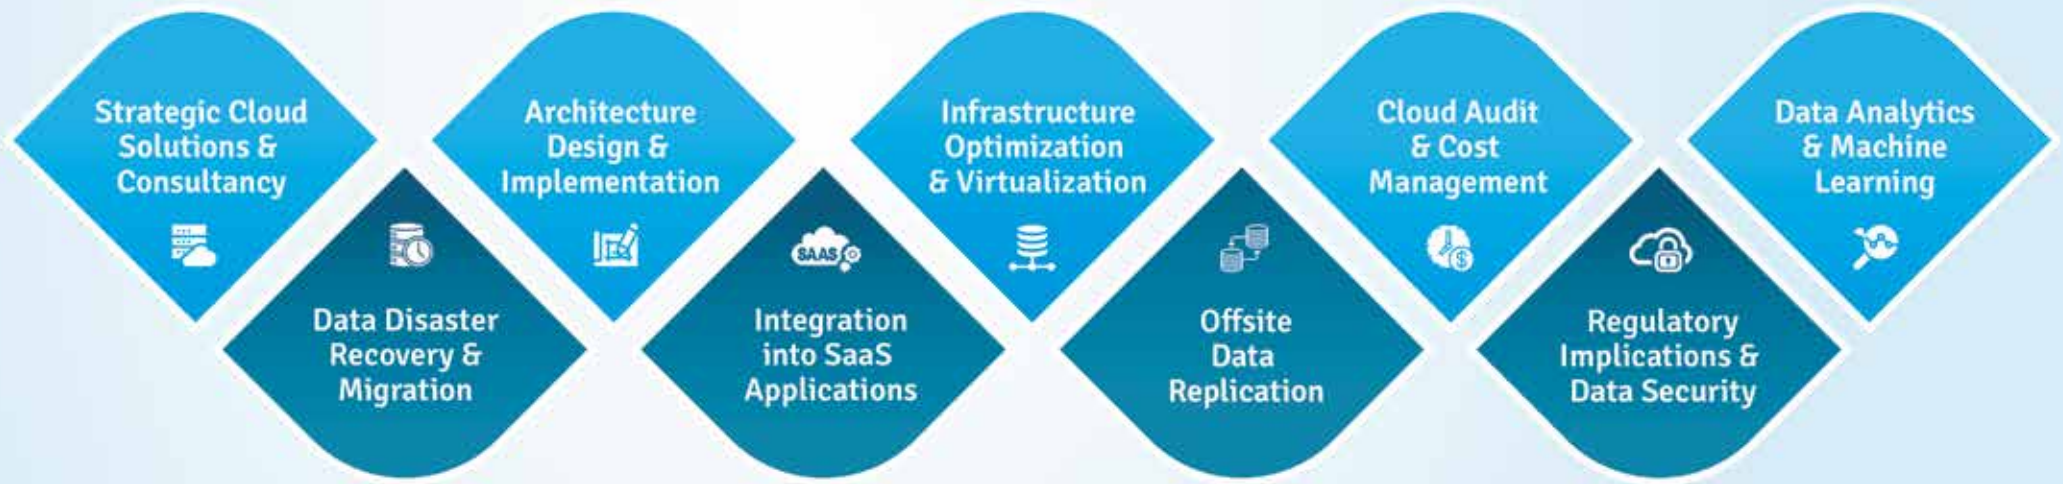 Strategic Cloud
Solutions &
Consultancy
Data Disaster
Recovery &
Migration
Architecture
Design &
Implementation
SAAS
Integration
into SaaS
Applications
Infrastructure
Optimization
& Virtualization
Offsite
Data
Replication
Cloud Audit
& Cost
Management
$
Regulatory
Implications &
Data Security
Data Analytics
& Machine
Learning